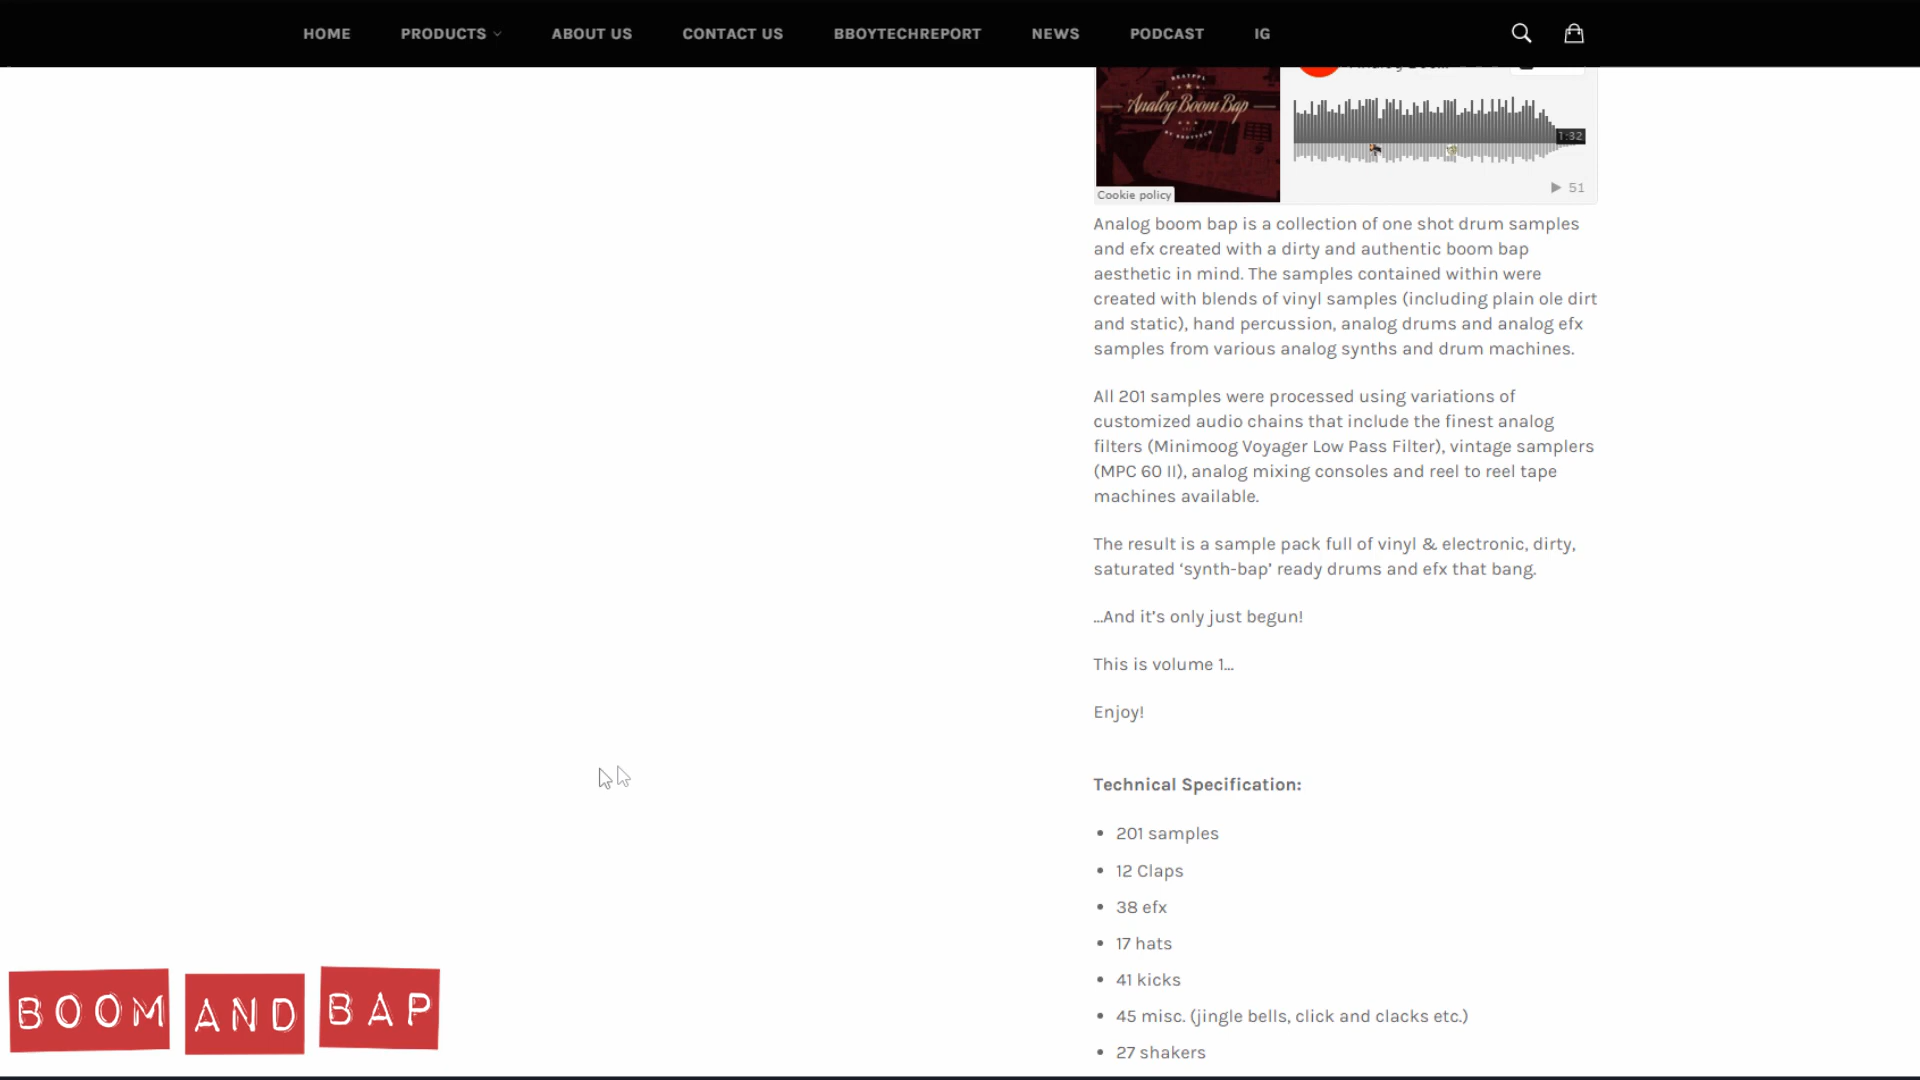 HOME PRODUCTS ABOUT US CONTACT US BBOYTECHREPORT NEWS PODCAST IG
BEATPPL
Analog Boom Bap
BY BBOYTECH
1:32
51
Cookie policy
Analog boom bap is a collection of one shot drum samples
and efx created with a dirty and authentic boom bap
aesthetic in mind. The samples contained within were
created with blends of vinyl samples (including plain ole dirt
and static), hand percussion, analog drums and analog efx
samples from various analog synths and drum machines.
All 201 samples were processed using variations of
customized audio chains that include the finest analog
filters (Minimoog Voyager Low Pass Filter), vintage samplers
(MPC 60 II), analog mixing consoles and reel to reel tape
machines available.
The result is a sample pack full of vinyl & electronic, dirty,
saturated ‘synth-bap’ ready drums and efx that bang.
…And it’s only just begun!
This is volume 1…
Enjoy!
Technical Specification:
• 201 samples
• 12 Claps
• 38 efx
• 17 hats
• 41 kicks
• 45 misc. (jingle bells, click and clacks etc.)
• 27 shakers
BOOM AND BAP